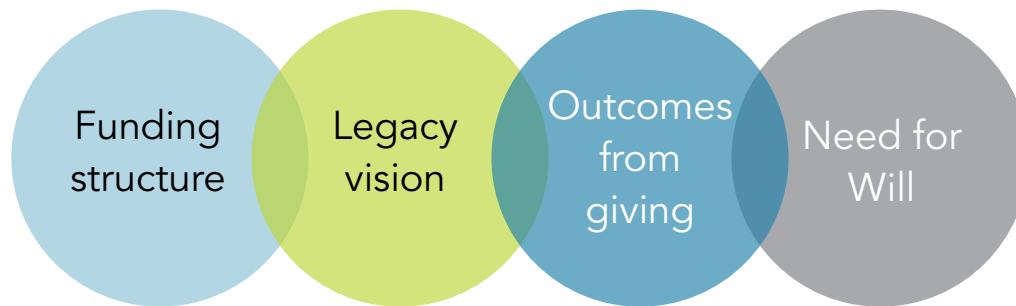 Funding
structure
Legacy
vision
Outcomes
from
giving
Need for
Will